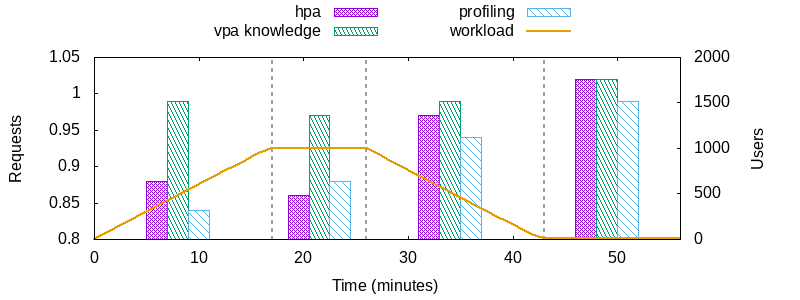 hpa
profiling
vpa knowledge
workload
1.05
1
0.95
0.9
0.85
0.8
Requests
2000
1500
1000
500
0
Users
0 10 20 30 40 50
Time (minutes)